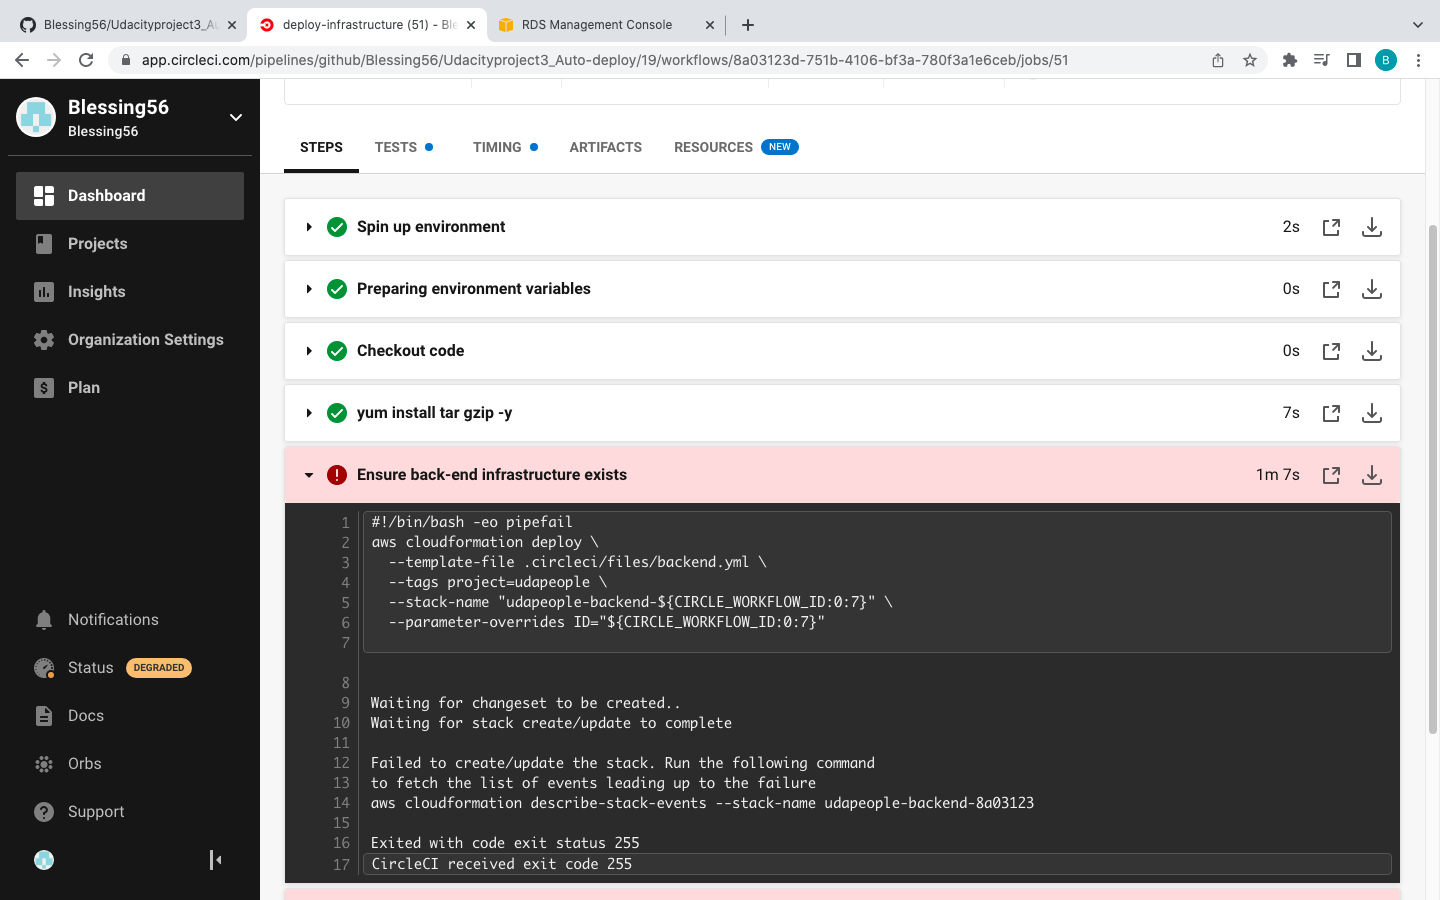 Blessing56/Udacityproject3_Au
deploy-infrastructure (51) - Ble
RDS Management Console
app.circleci.com/pipelines/github/Blessing56/Udacityproject3_Auto-deploy/19/workflows/8a03123d-751b-4106-bf3a-780f3a1e6ceb/jobs/51
B
Blessing56
Blessing56
Dashboard
Projects
Insights
Organization Settings
Plan
Notifications
Status DEGRADED
Docs
Orbs
Support
STEPS TESTS TIMING ARTIFACTS RESOURCES NEW
Spin up environment 2s
Preparing environment variables 0s
Checkout code 0s
yum install tar gzip -y 7s
Ensure back-end infrastructure exists 1m 7s
1 #!/bin/bash -eo pipefail
2 aws cloudformation deploy \
3 --template-file .circleci/files/backend.yml \
4 --tags project=udapeople \
5 --stack-name "udapeople-backend-${CIRCLE_WORKFLOW_ID:0:7}" \
6 --parameter-overrides ID="${CIRCLE_WORKFLOW_ID:0:7}"
7
8
9 Waiting for changeset to be created..
10 Waiting for stack create/update to complete
11
12 Failed to create/update the stack. Run the following command
13 to fetch the list of events leading up to the failure
14 aws cloudformation describe-stack-events --stack-name udapeople-backend-8a03123
15
16 Exited with code exit status 255
17 CircleCI received exit code 255